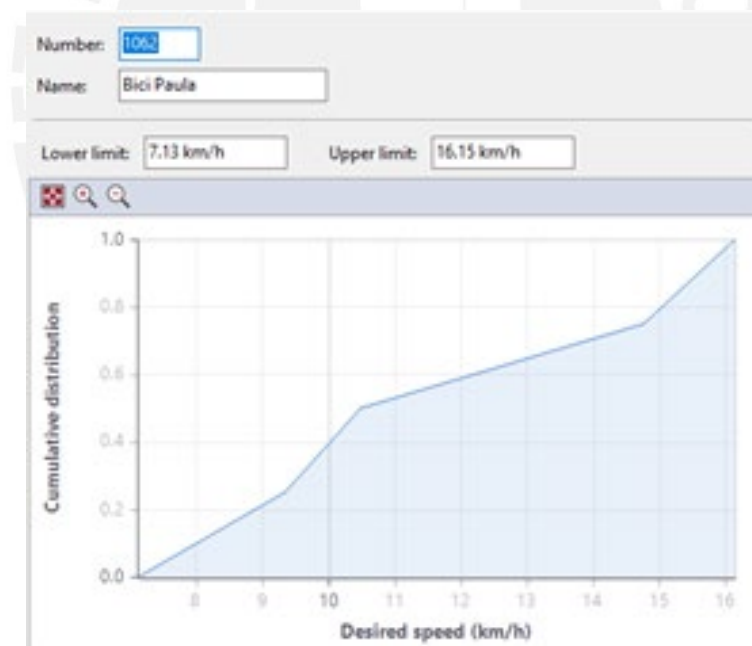 Number: 1062
Name: Bici Paula
Lower limit: 7.13 km/h Upper limit: 16.15 km/h
1.0
0.8
0.6
0.4
0.2
0.0
Cumulative distribution
8 9 10 11 12 13 14 15 16
Desired speed (km/h)